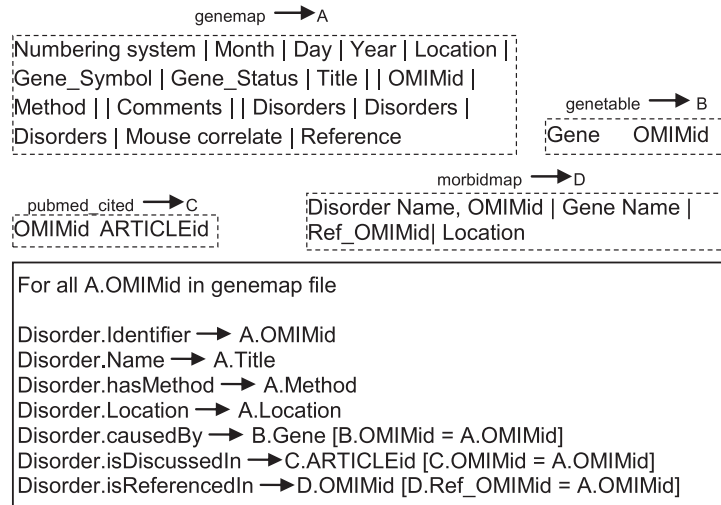 genemap → A
Numbering system | Month | Day | Year | Location |
Gene_Symbol | Gene_Status | Title | | OMIMid |
Method | | Comments | | Disorders | Disorders |
Disorders | Mouse correlate | Reference
genetable → B
Gene OMIMid
pubmed_cited → C
OMIMid ARTICLEid
morbidmap → D
Disorder Name, OMIMid | Gene Name |
Ref_OMIMid| Location
For all A.OMIMid in genemap file
Disorder.Identifier → A.OMIMid
Disorder.Name → A.Title
Disorder.hasMethod → A.Method
Disorder.Location → A.Location
Disorder.causedBy → B.Gene [B.OMIMid = A.OMIMid]
Disorder.isDiscussedIn → C.ARTICLEid [C.OMIMid = A.OMIMid]
Disorder.isReferencedIn → D.OMIMid [D.Ref_OMIMid = A.OMIMid]